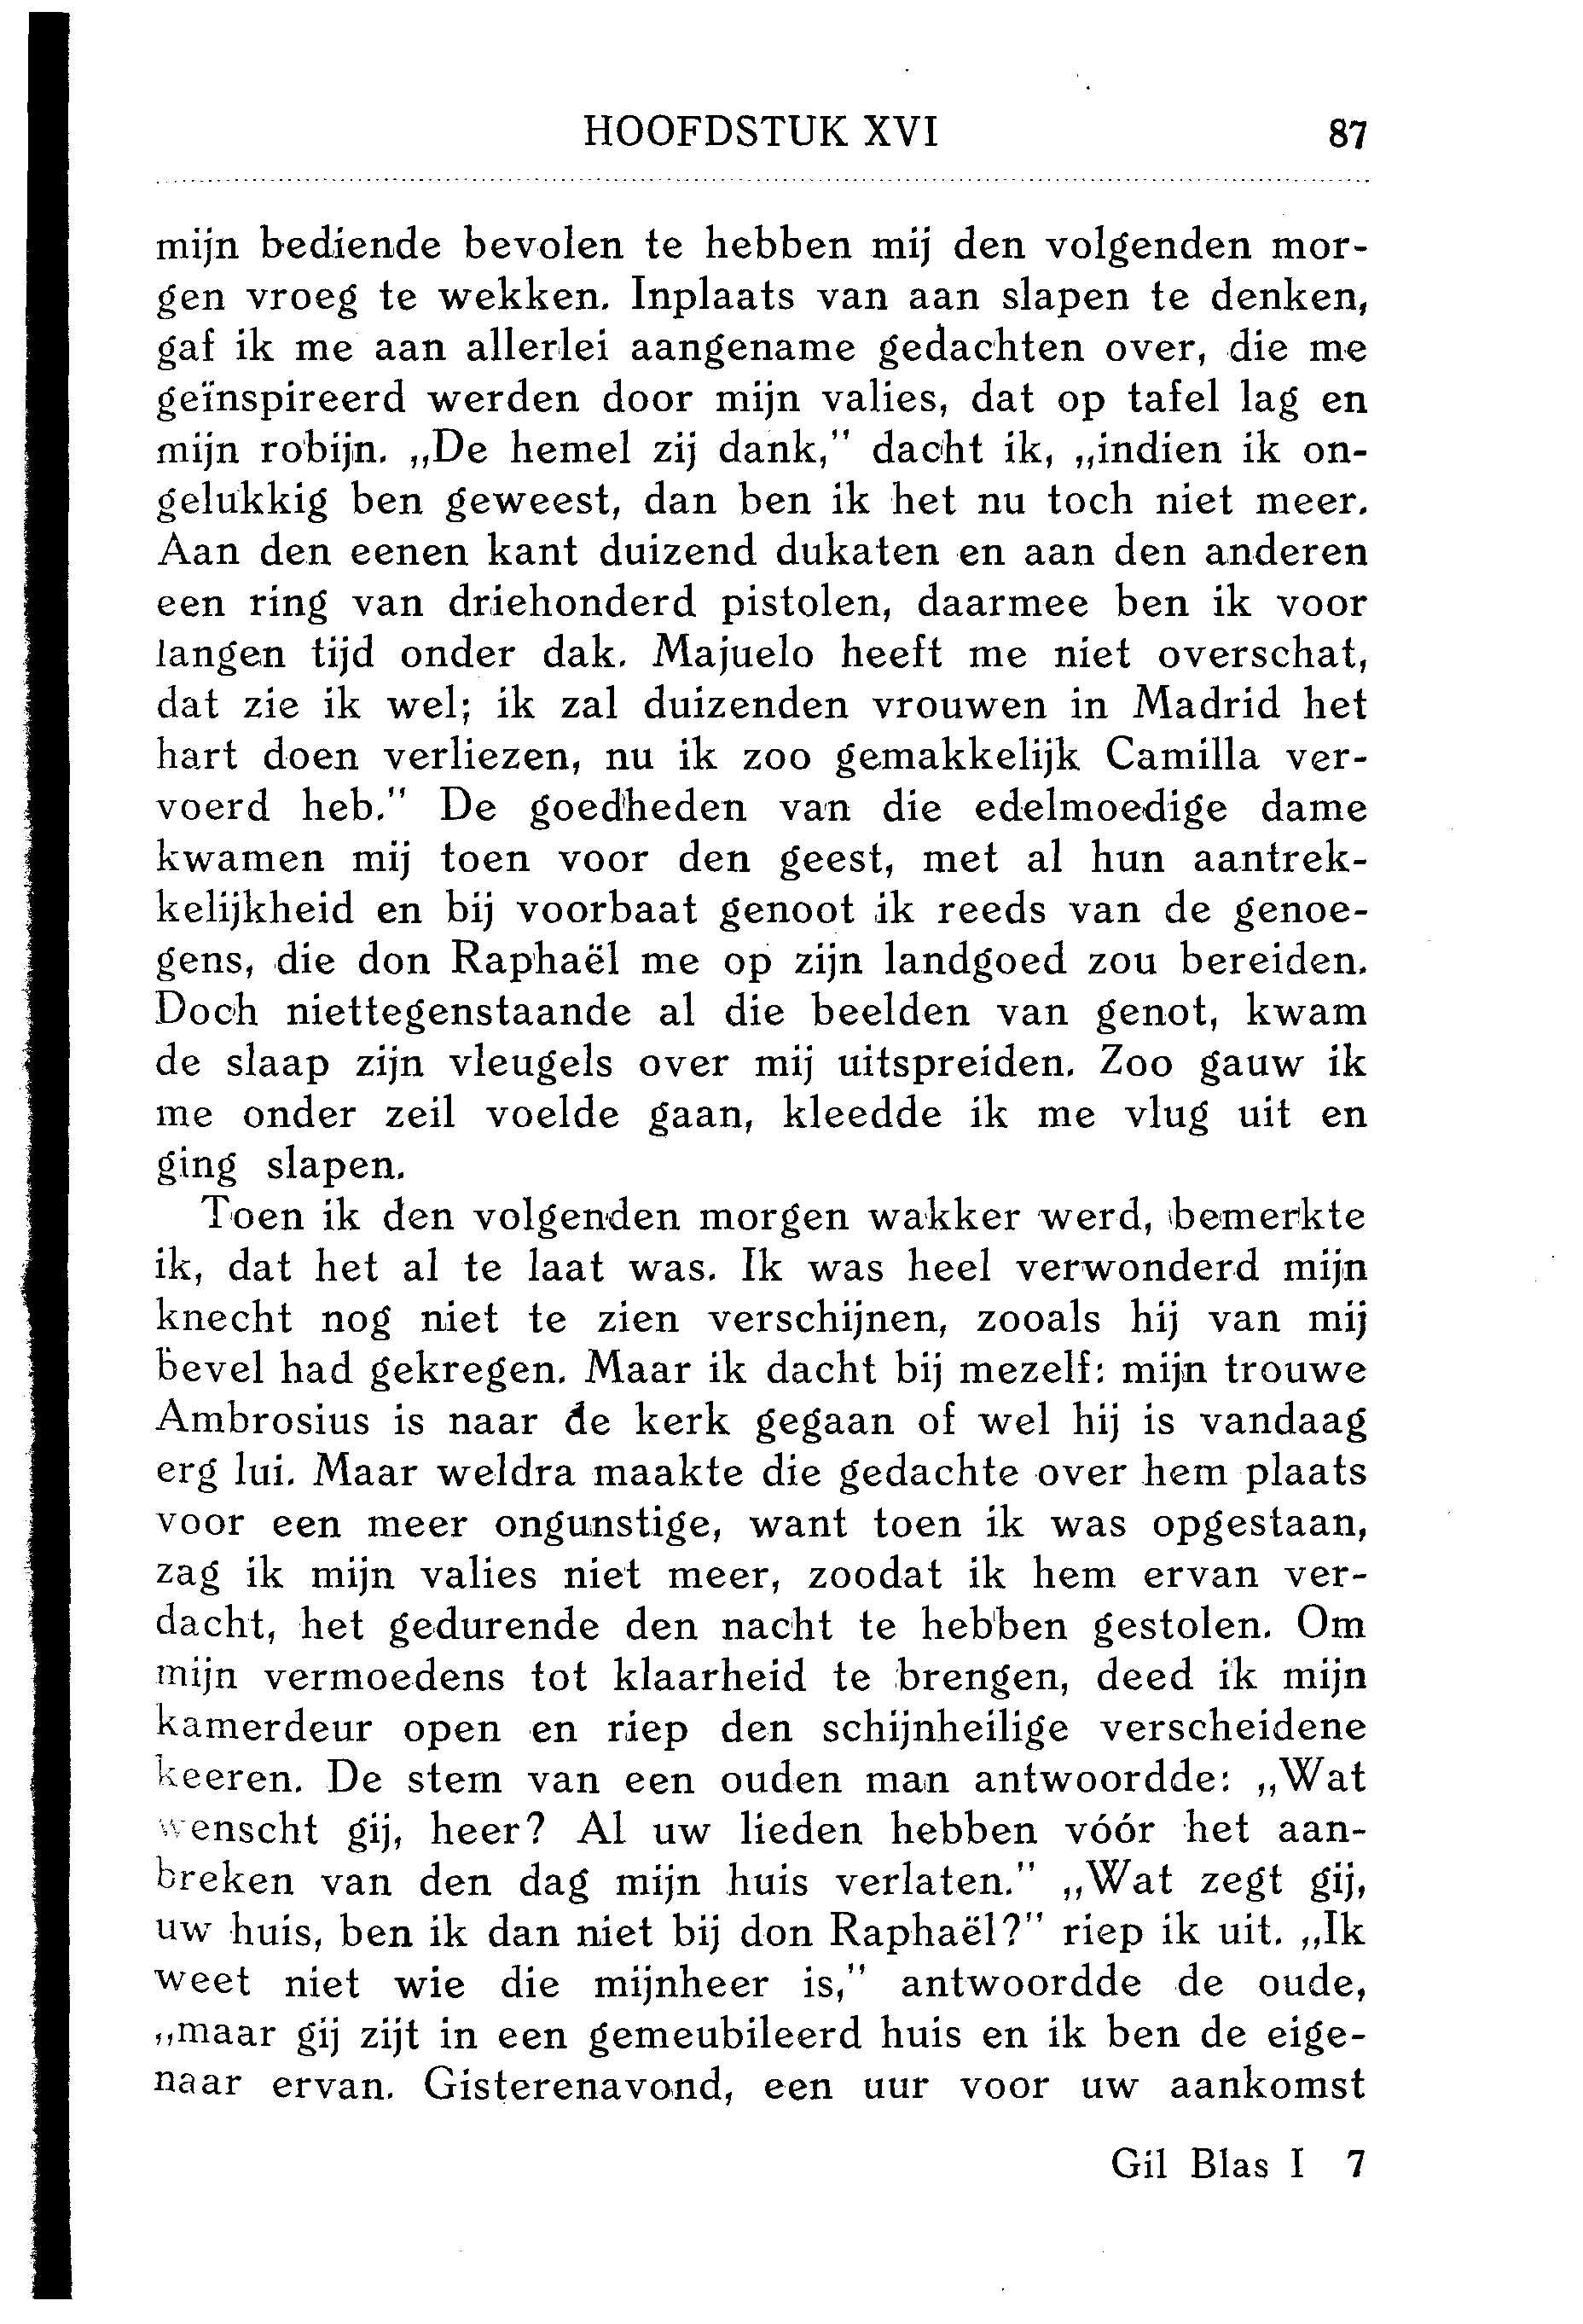 HOOFDSTUK XVI 87
mijn bediende bevolen te hebben mij den volgenden mor-
gen vroeg te wekken. Inplaats van aan slapen te denken,
gaf ik me aan allerlei aangename gedachten over, die me
geïnspireerd werden door mijn valies, dat op tafel lag en
mijn robijn. „De hemel zij dank,” dacht ik, „indien ik on-
gelukkig ben geweest, dan ben ik het nu toch niet meer.
Aan den eenen kant duizend dukaten en aan den anderen
een ring van driehonderd pistolen, daarmee ben ik voor
langen tijd onder dak. Majuelo heeft me niet overschat,
dat zie ik wel; ik zal duizenden vrouwen in Madrid het
hart doen verliezen, nu ik zoo gemakkelijk Camilla ver-
voerd heb.” De goedheden van die edelmoedige dame
kwamen mij toen voor den geest, met al hun aantrek-
kelijkheid en bij voorbaat genoot ik reeds van de genoe-
gens, die don Raphaël me op zijn landgoed zou bereiden.
Doch niettegenstaande al die beelden van genot, kwam
de slaap zijn vleugels over mij uitspreiden. Zoo gauw ik
me onder zeil voelde gaan, kleedde ik me vlug uit en
ging slapen.
Toen ik den volgenden morgen wakker werd, bemerkte
ik, dat het al te laat was. Ik was heel verwonderd mijn
knecht nog niet te zien verschijnen, zooals hij van mij
bevel had gekregen. Maar ik dacht bij mezelf: mijn trouwe
Ambrosius is naar de kerk gegaan of wel hij is vandaag
erg lui. Maar weldra maakte die gedachte over hem plaats
voor een meer ongunstige, want toen ik was opgestaan,
zag ik mijn valies niet meer, zoodat ik hem ervan ver-
dacht, het gedurende den nacht te hebben gestolen. Om
mijn vermoedens tot klaarheid te brengen, deed ik mijn
kamerdeur open en riep den schijnheilige verscheidene
keeren. De stem van een ouden man antwoordde: „Wat
wenscht gij, heer? Al uw lieden hebben vóór het aan-
breken van den dag mijn huis verlaten.” „Wat zegt gij,
uw huis, ben ik dan niet bij don Raphaël?” riep ik uit. „Ik
weet niet wie die mijnheer is,” antwoordde de oude,
„maar gij zijt in een gemeubileerd huis en ik ben de eige-
naar ervan. Gisterenavond, een uur voor uw aankomst
Gil Blas I 7